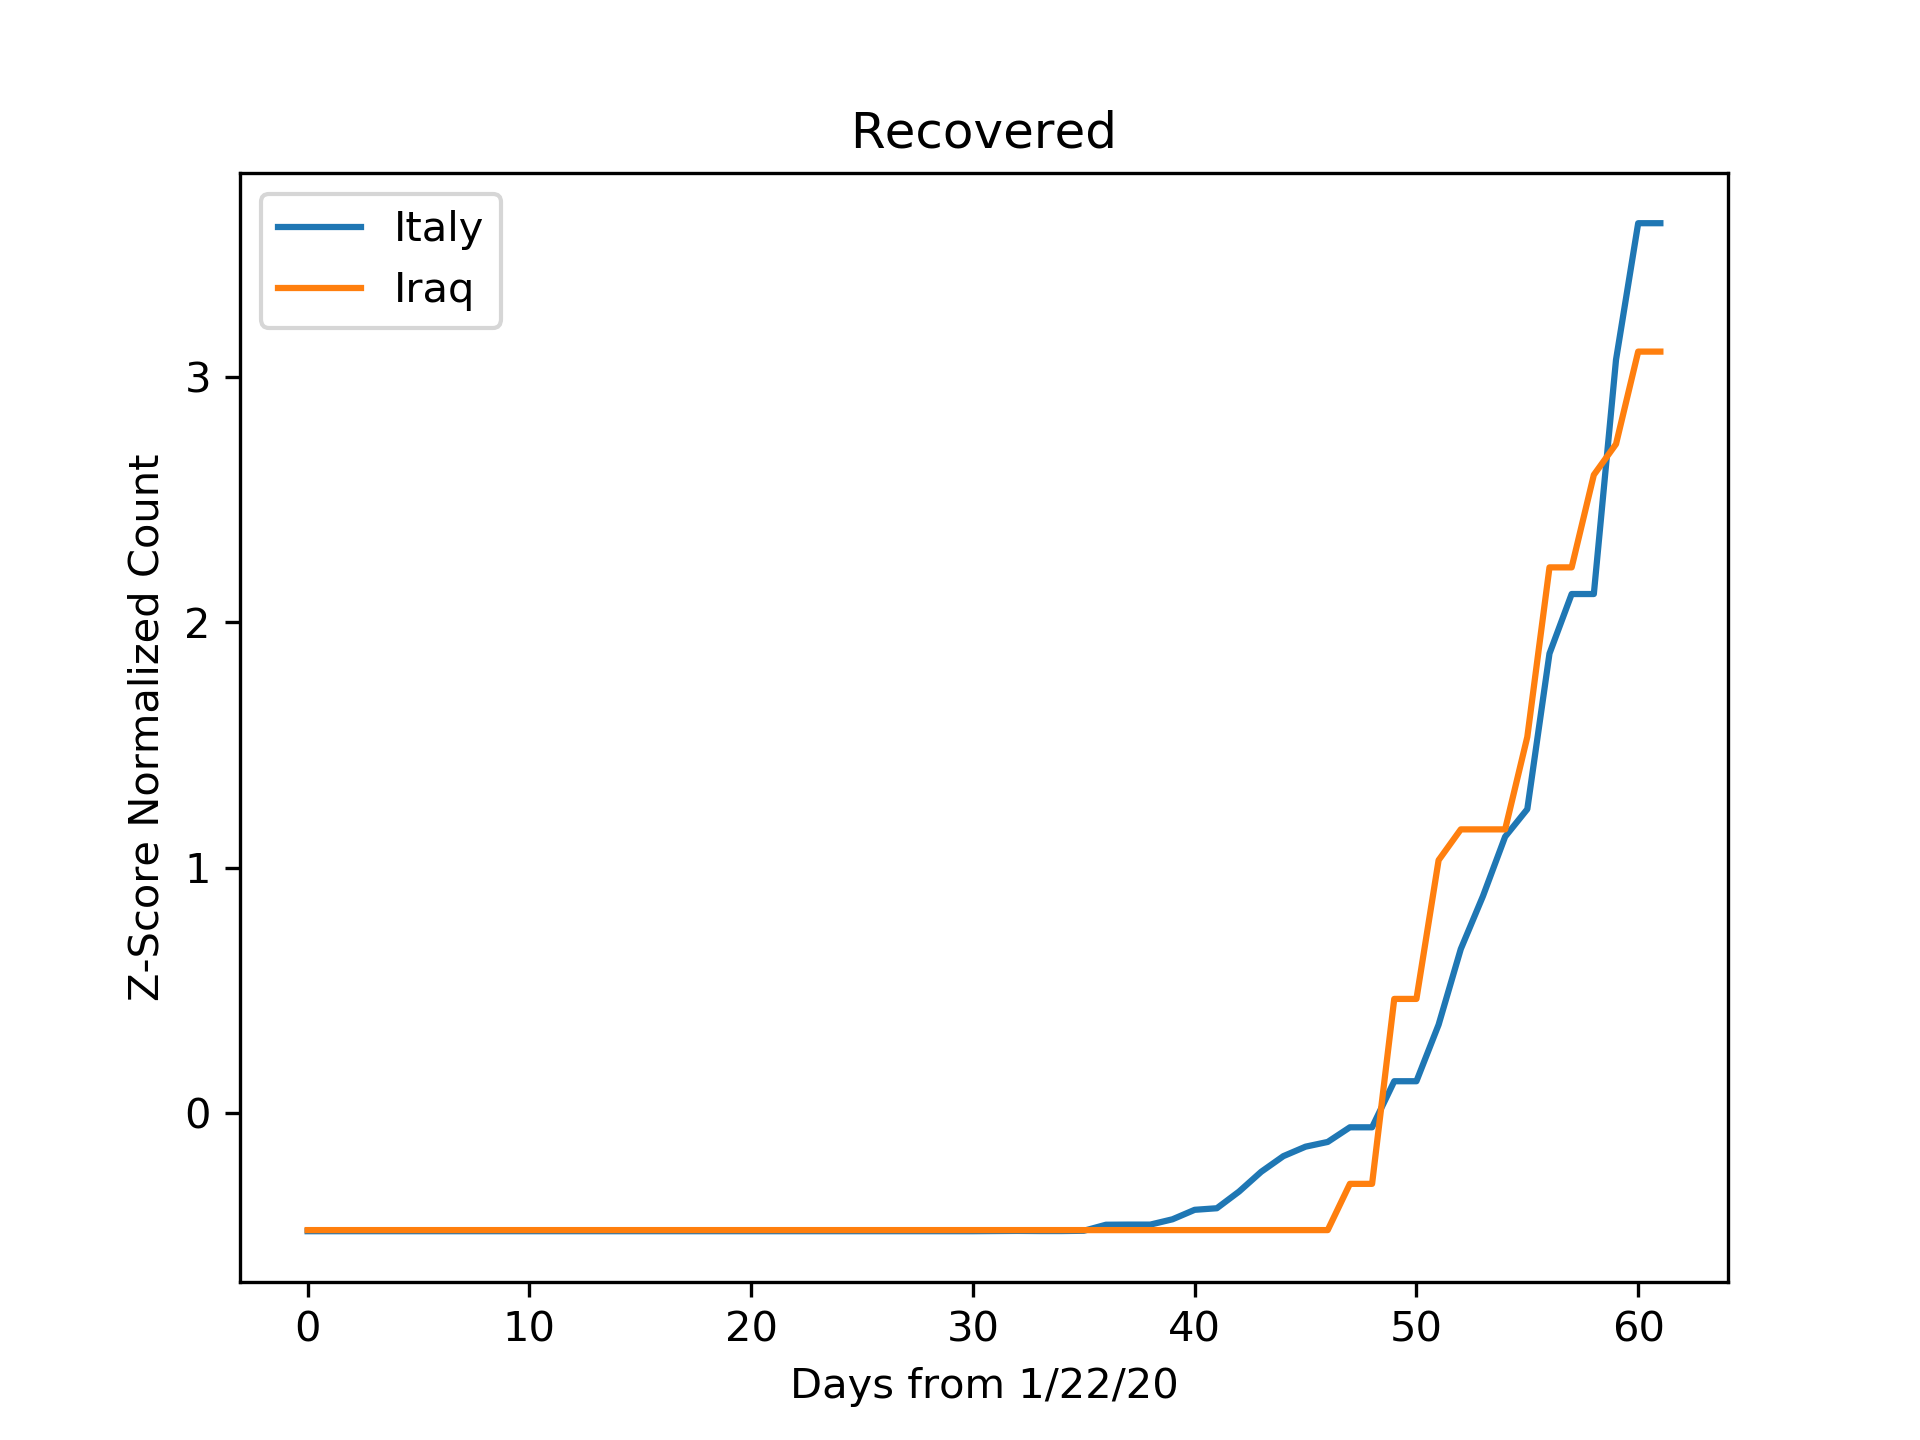 Recovered
Italy
Iraq
Z-Score Normalized Count
3
2
1
0
0 10 20 30 40 50 60
Days from 1/22/20